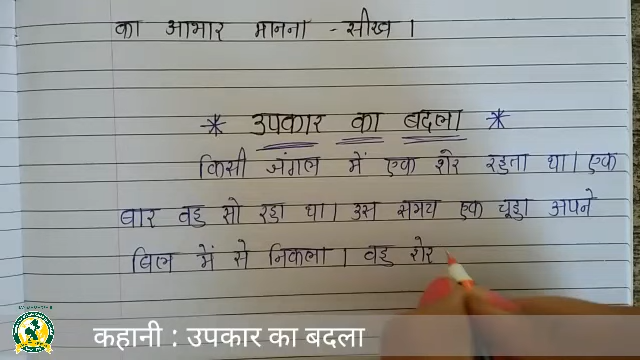 का आभार मानना - सीख ।
* उपकार का बदला *
किसी जंगल में एक शेर रहता था। एक
बार वह सो रहा था। उस समय एक चूहा अपने
बिल में से निकला । वह शेर
कहानी : उपकार का बदला